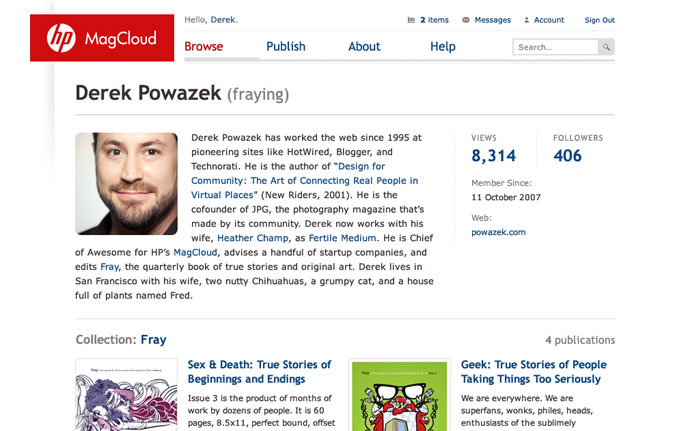 hp MagCloud
Hello, Derek.
2 items
Messages
Account
Sign Out
Browse
Publish
About
Help
Search...
Derek Powazek (fraying)
Derek Powazek has worked the web since 1995 at
pioneering sites like HotWired, Blogger, and
Technorati. He is the author of “Design for
Community: The Art of Connecting Real People in
Virtual Places” (New Riders, 2001). He is the
cofounder of JPG, the photography magazine that’s
made by its community. Derek now works with his
wife, Heather Champ, as Fertile Medium. He is Chief
of Awesome for HP’s MagCloud, advises a handful of startup companies, and
edits Fray, the quarterly book of true stories and original art. Derek lives in
San Francisco with his wife, two nutty Chihuahuas, a grumpy cat, and a house
full of plants named Fred.
VIEWS
8,314
FOLLOWERS
406
Member Since:
11 October 2007
Web:
powazek.com
Collection: Fray
4 publications
Sex & Death: True Stories of
Beginnings and Endings
Issue 3 is the product of months of
work by dozens of people. It is 60
pages, 8.5x11, perfect bound, offset
Geek: True Stories of People
Taking Things Too Seriously
We are everywhere. We are
superfans, wonks, philes, heads,
enthusiasts of the sublimely